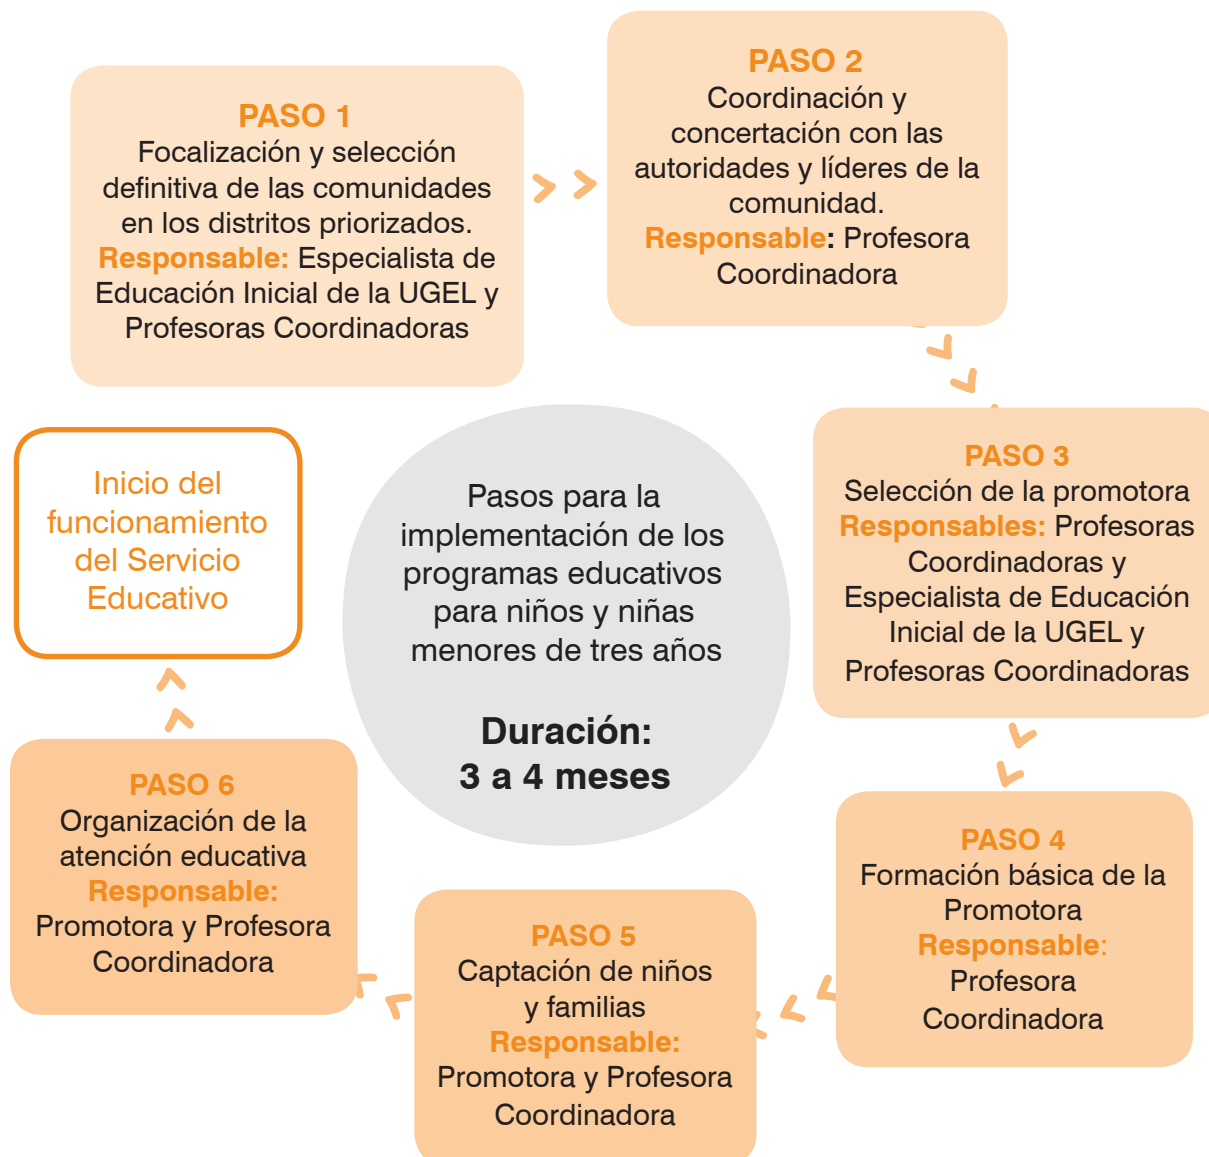 PASO 1
Focalización y selección
definitiva de las comunidades
en los distritos priorizados.
Responsable: Especialista de
Educación Inicial de la UGEL y
Profesoras Coordinadoras
PASO 2
Coordinación y
concertación con las
autoridades y líderes de la
comunidad.
Responsable: Profesora
Coordinadora
PASO 3
Selección de la promotora
Responsables: Profesoras
Coordinadoras y
Especialista de Educación
Inicial de la UGEL y
Profesoras Coordinadoras
PASO 4
Formación básica de la
Promotora
Responsable:
Profesora
Coordinadora
PASO 5
Captación de niños
y familias
Responsable:
Promotora y Profesora
Coordinadora
PASO 6
Organización de la
atención educativa
Responsable:
Promotora y Profesora
Coordinadora
Inicio del
funcionamiento
del Servicio
Educativo
Pasos para la
implementación de los
programas educativos
para niños y niñas
menores de tres años
Duración:
3 a 4 meses